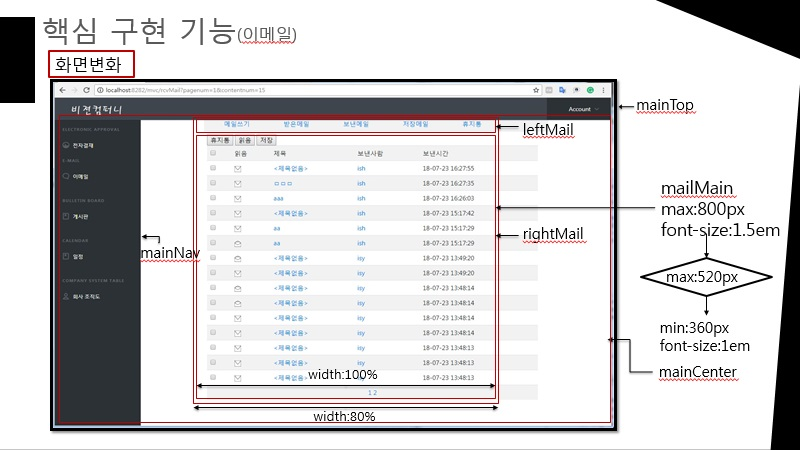 핵심 구현 기능(이메일)
화면변화
localhost:8282/mvc/rcvMail?pagenum=1&contentnum=15
비젼컴퍼니
Account
mainTop
ELECTRONIC APPROVAL
전자결재
E-MAIL
이메일
BULLETIN BOARD
게시판
CALENDAR
일정
COMPANY SYSTEM TABLE
회사 조직도
mainNav
메일쓰기 받은메일 보낸메일 저장메일 휴지통
leftMail
휴지통 읽음 저장
읽음 제목 보낸사람 보낸시간
<제목없음> ish 18-07-23 16:27:55
ㅁㅁㅁ ish 18-07-23 16:27:35
aaa ish 18-07-23 16:26:03
<제목없음> ish 18-07-23 15:17:42
aa ish 18-07-23 15:17:29
aa ish 18-07-23 15:17:29
<제목없음> isy 18-07-23 13:49:20
<제목없음> isy 18-07-23 13:49:20
<제목없음> isy 18-07-23 13:48:14
<제목없음> isy 18-07-23 13:48:14
<제목없음> isy 18-07-23 13:48:14
<제목없음> isy 18-07-23 13:48:14
<제목없음> isy 18-07-23 13:48:13
<제목없음> isy 18-07-23 13:48:13
<제목없음> isy 18-07-23 13:48:13
1 2
rightMail
width:100%
width:80%
mailMain
max:800px
font-size:1.5em
max:520px
min:360px
font-size:1em
mainCenter